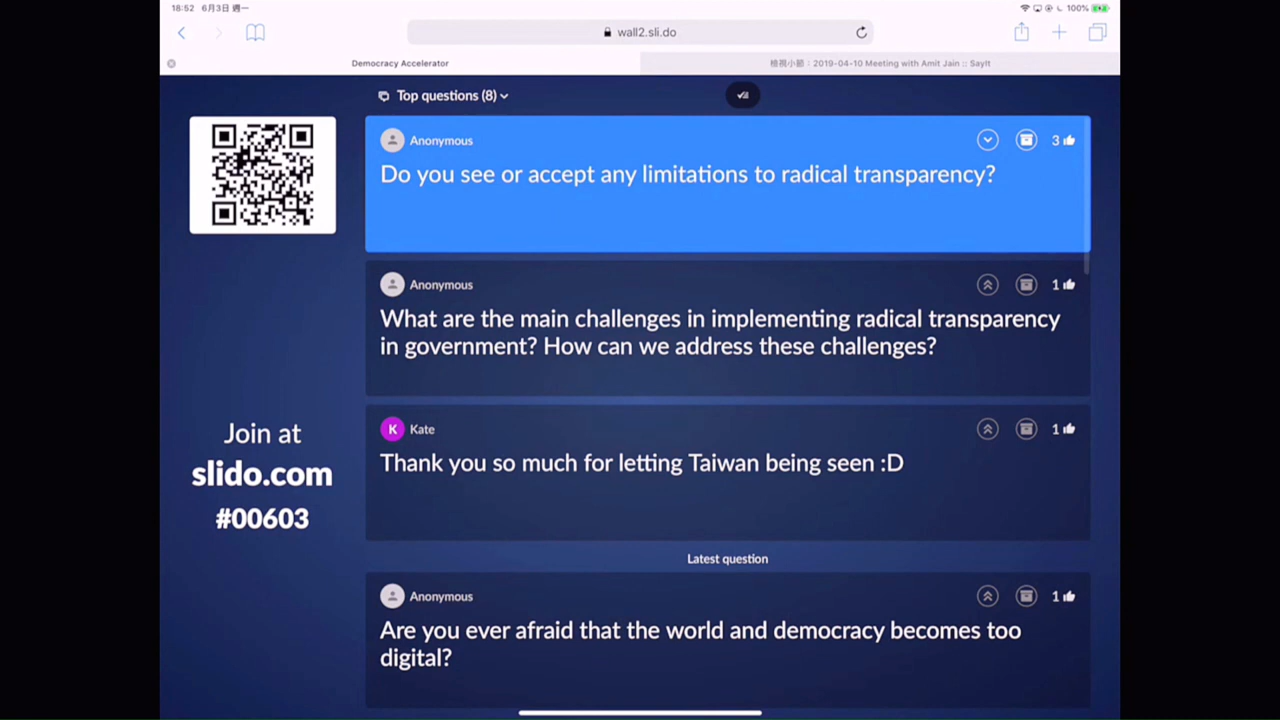 18:52 6月3日 週一
100%
wall2.sli.do
Democracy Accelerator
檢視小節：2019-04-10 Meeting with Amit Jain :: SayIt
Top questions (8)
Anonymous
3
Do you see or accept any limitations to radical transparency?
Anonymous
1
What are the main challenges in implementing radical transparency
in government? How can we address these challenges?
K Kate
1
Thank you so much for letting Taiwan being seen :D
Join at
slido.com
#00603
Latest question
Anonymous
1
Are you ever afraid that the world and democracy becomes too
digital?